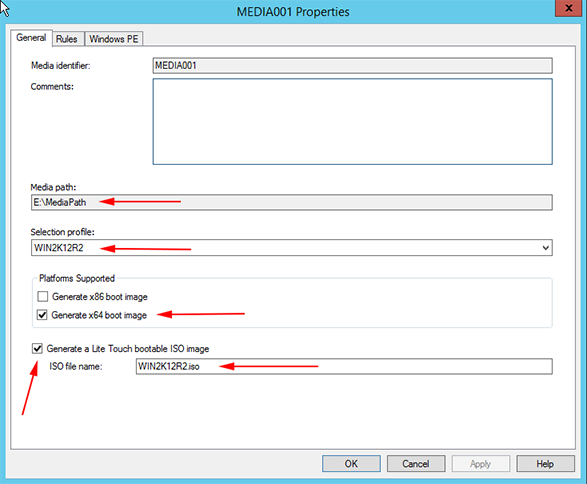 MEDIA001 Properties
x
General Rules Windows PE
Media identifier: MEDIA001
Comments:
Media path:
E:\MediaPath
Selection profile:
WIN2K12R2
Platforms Supported
Generate x86 boot image
Generate x64 boot image
Generate a Lite Touch bootable ISO image
ISO file name: WIN2K12R2.iso
OK Cancel Apply Help